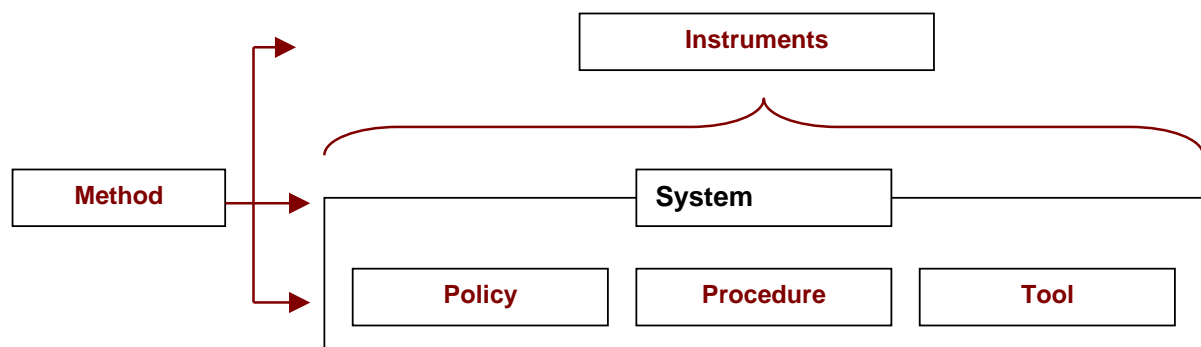 Instruments
Method
System
Policy
Procedure
Tool